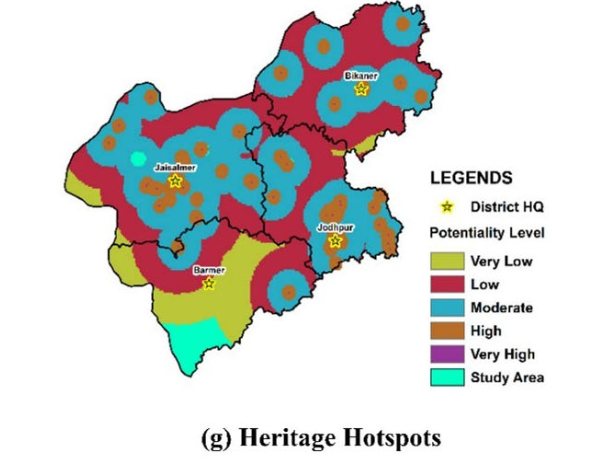 Bikaner
Jaisalmer
Jodhpur
Barmer
LEGENDS
District HQ
Potentiality Level
Very Low
Low
Moderate
High
Very High
Study Area
(g) Heritage Hotspots